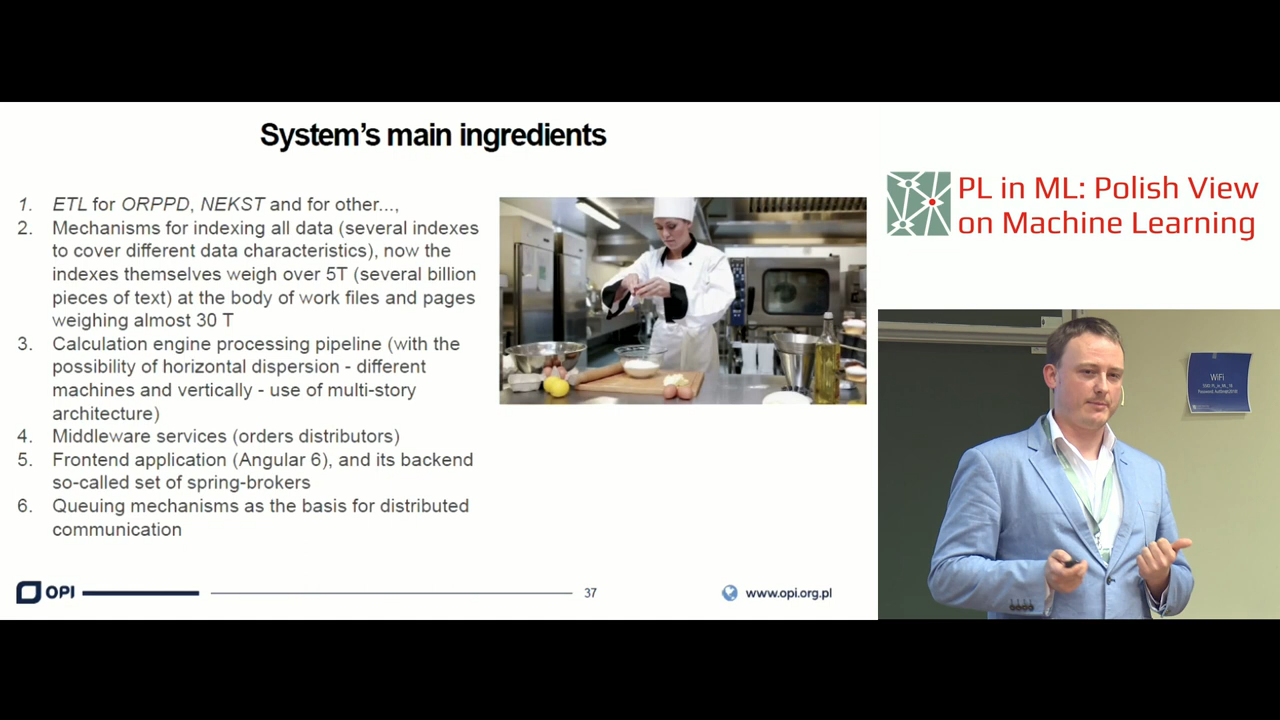 System's main ingredients
1. ETL for ORPPD, NEKST and for other...,
2. Mechanisms for indexing all data (several indexes
to cover different data characteristics), now the
indexes themselves weigh over 5T (several billion
pieces of text) at the body of work files and pages
weighing almost 30 T
3. Calculation engine processing pipeline (with the
possibility of horizontal dispersion - different
machines and vertically - use of multi-story
architecture)
4. Middleware services (orders distributors)
5. Frontend application (Angular 6), and its backend
so-called set of spring-brokers
6. Queuing mechanisms as the basis for distributed
communication
OPI
37
www.opi.org.pl
PL in ML: Polish View
on Machine Learning
WiFi